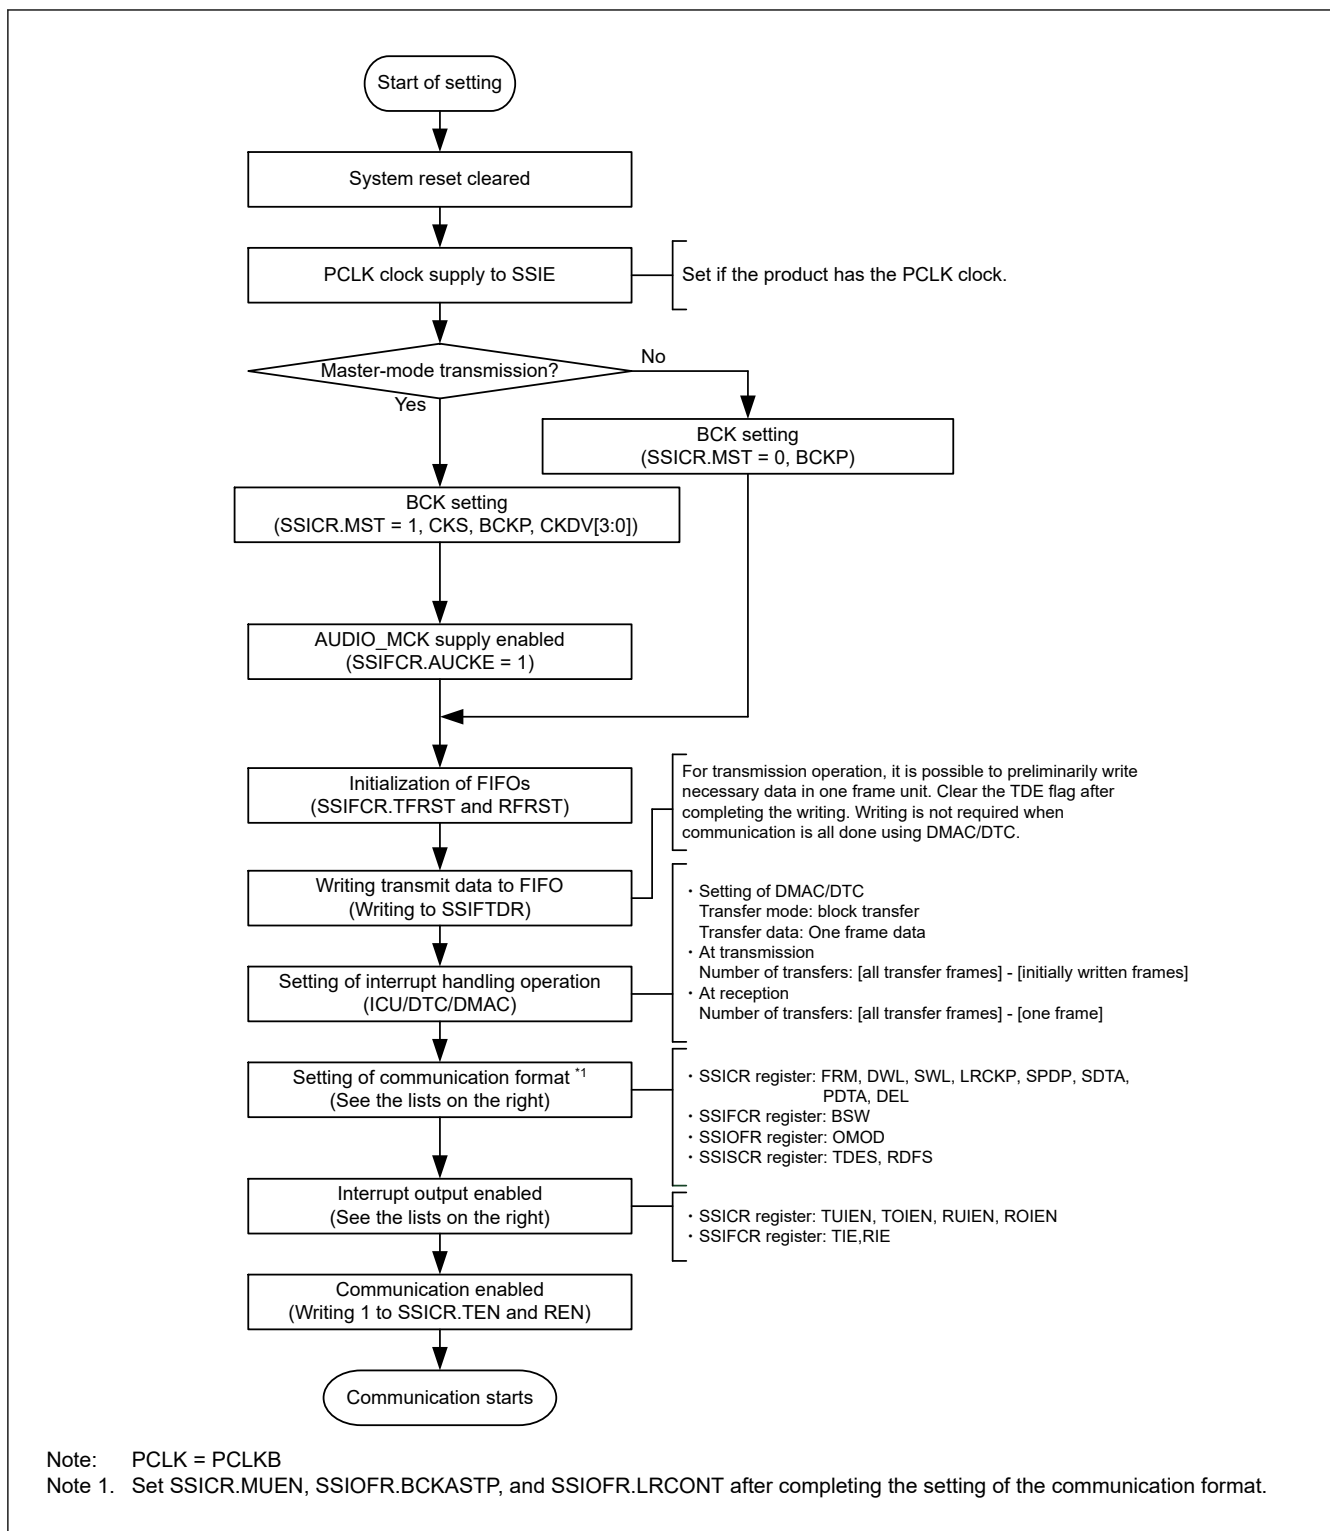 Start of setting
System reset cleared
PCLK clock supply to SSIE
Set if the product has the PCLK clock.
Master-mode transmission?
No
Yes
BCK setting
(SSICR.MST = 0, BCKP)
BCK setting
(SSICR.MST = 1, CKS, BCKP, CKDV[3:0])
AUDIO_MCK supply enabled
(SSIFCR.AUCKE = 1)
Initialization of FIFOs
(SSIFCR.TFRST and RFRST)
For transmission operation, it is possible to preliminarily write
necessary data in one frame unit. Clear the TDE flag after
completing the writing. Writing is not required when
communication is all done using DMAC/DTC.
Writing transmit data to FIFO
(Writing to SSIFTDR)
・Setting of DMAC/DTC
Transfer mode: block transfer
Transfer data: One frame data
・At transmission
Number of transfers: [all transfer frames] - [initially written frames]
・At reception
Number of transfers: [all transfer frames] - [one frame]
Setting of interrupt handling operation
(ICU/DTC/DMAC)
Setting of communication format *1
(See the lists on the right)
・SSICR register: FRM, DWL, SWL, LRCKP, SPDP, SDTA,
PDTA, DEL
・SSIFCR register: BSW
・SSIOFR register: OMOD
・SSISCR register: TDES, RDFS
Interrupt output enabled
(See the lists on the right)
・SSICR register: TUIEN, TOIEN, RUIEN, ROIEN
・SSIFCR register: TIE,RIE
Communication enabled
(Writing 1 to SSICR.TEN and REN)
Communication starts
Note: PCLK = PCLKB
Note 1. Set SSICR.MUEN, SSIOFR.BCKASTP, and SSIOFR.LRCONT after completing the setting of the communication format.